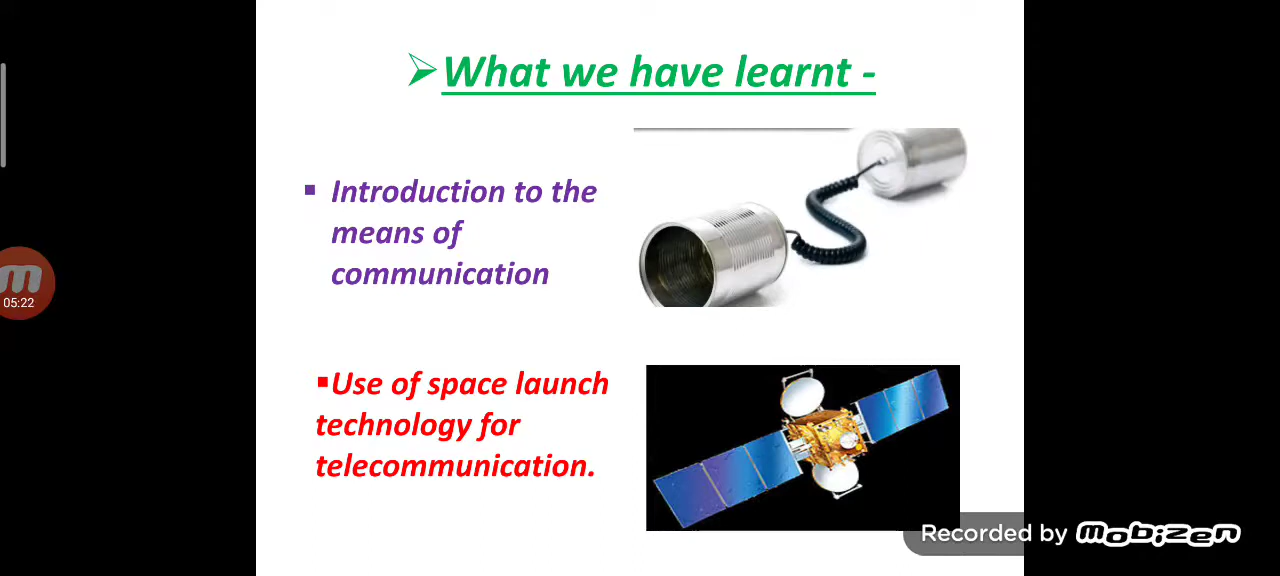 What we have learnt -
Introduction to the
means of
communication
Use of space launch
technology for
telecommunication.
05:22
Recorded by mobizen